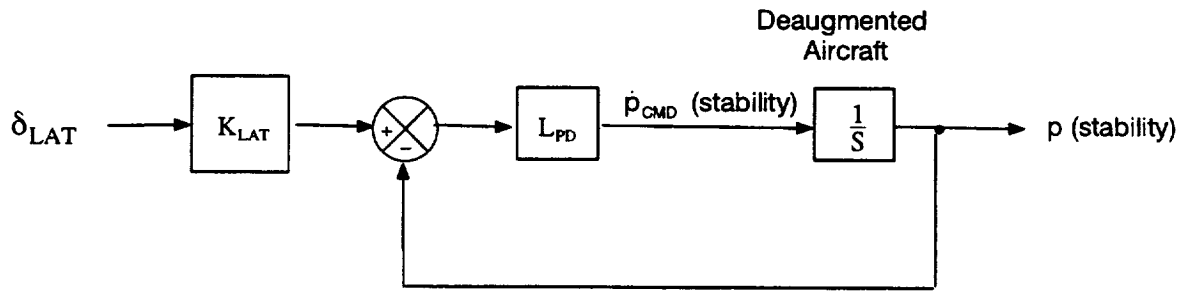 Deaugmented
Aircraft
δLAT
KLAT
+
−
LPD
ṗCMD (stability)
1
S
p (stability)